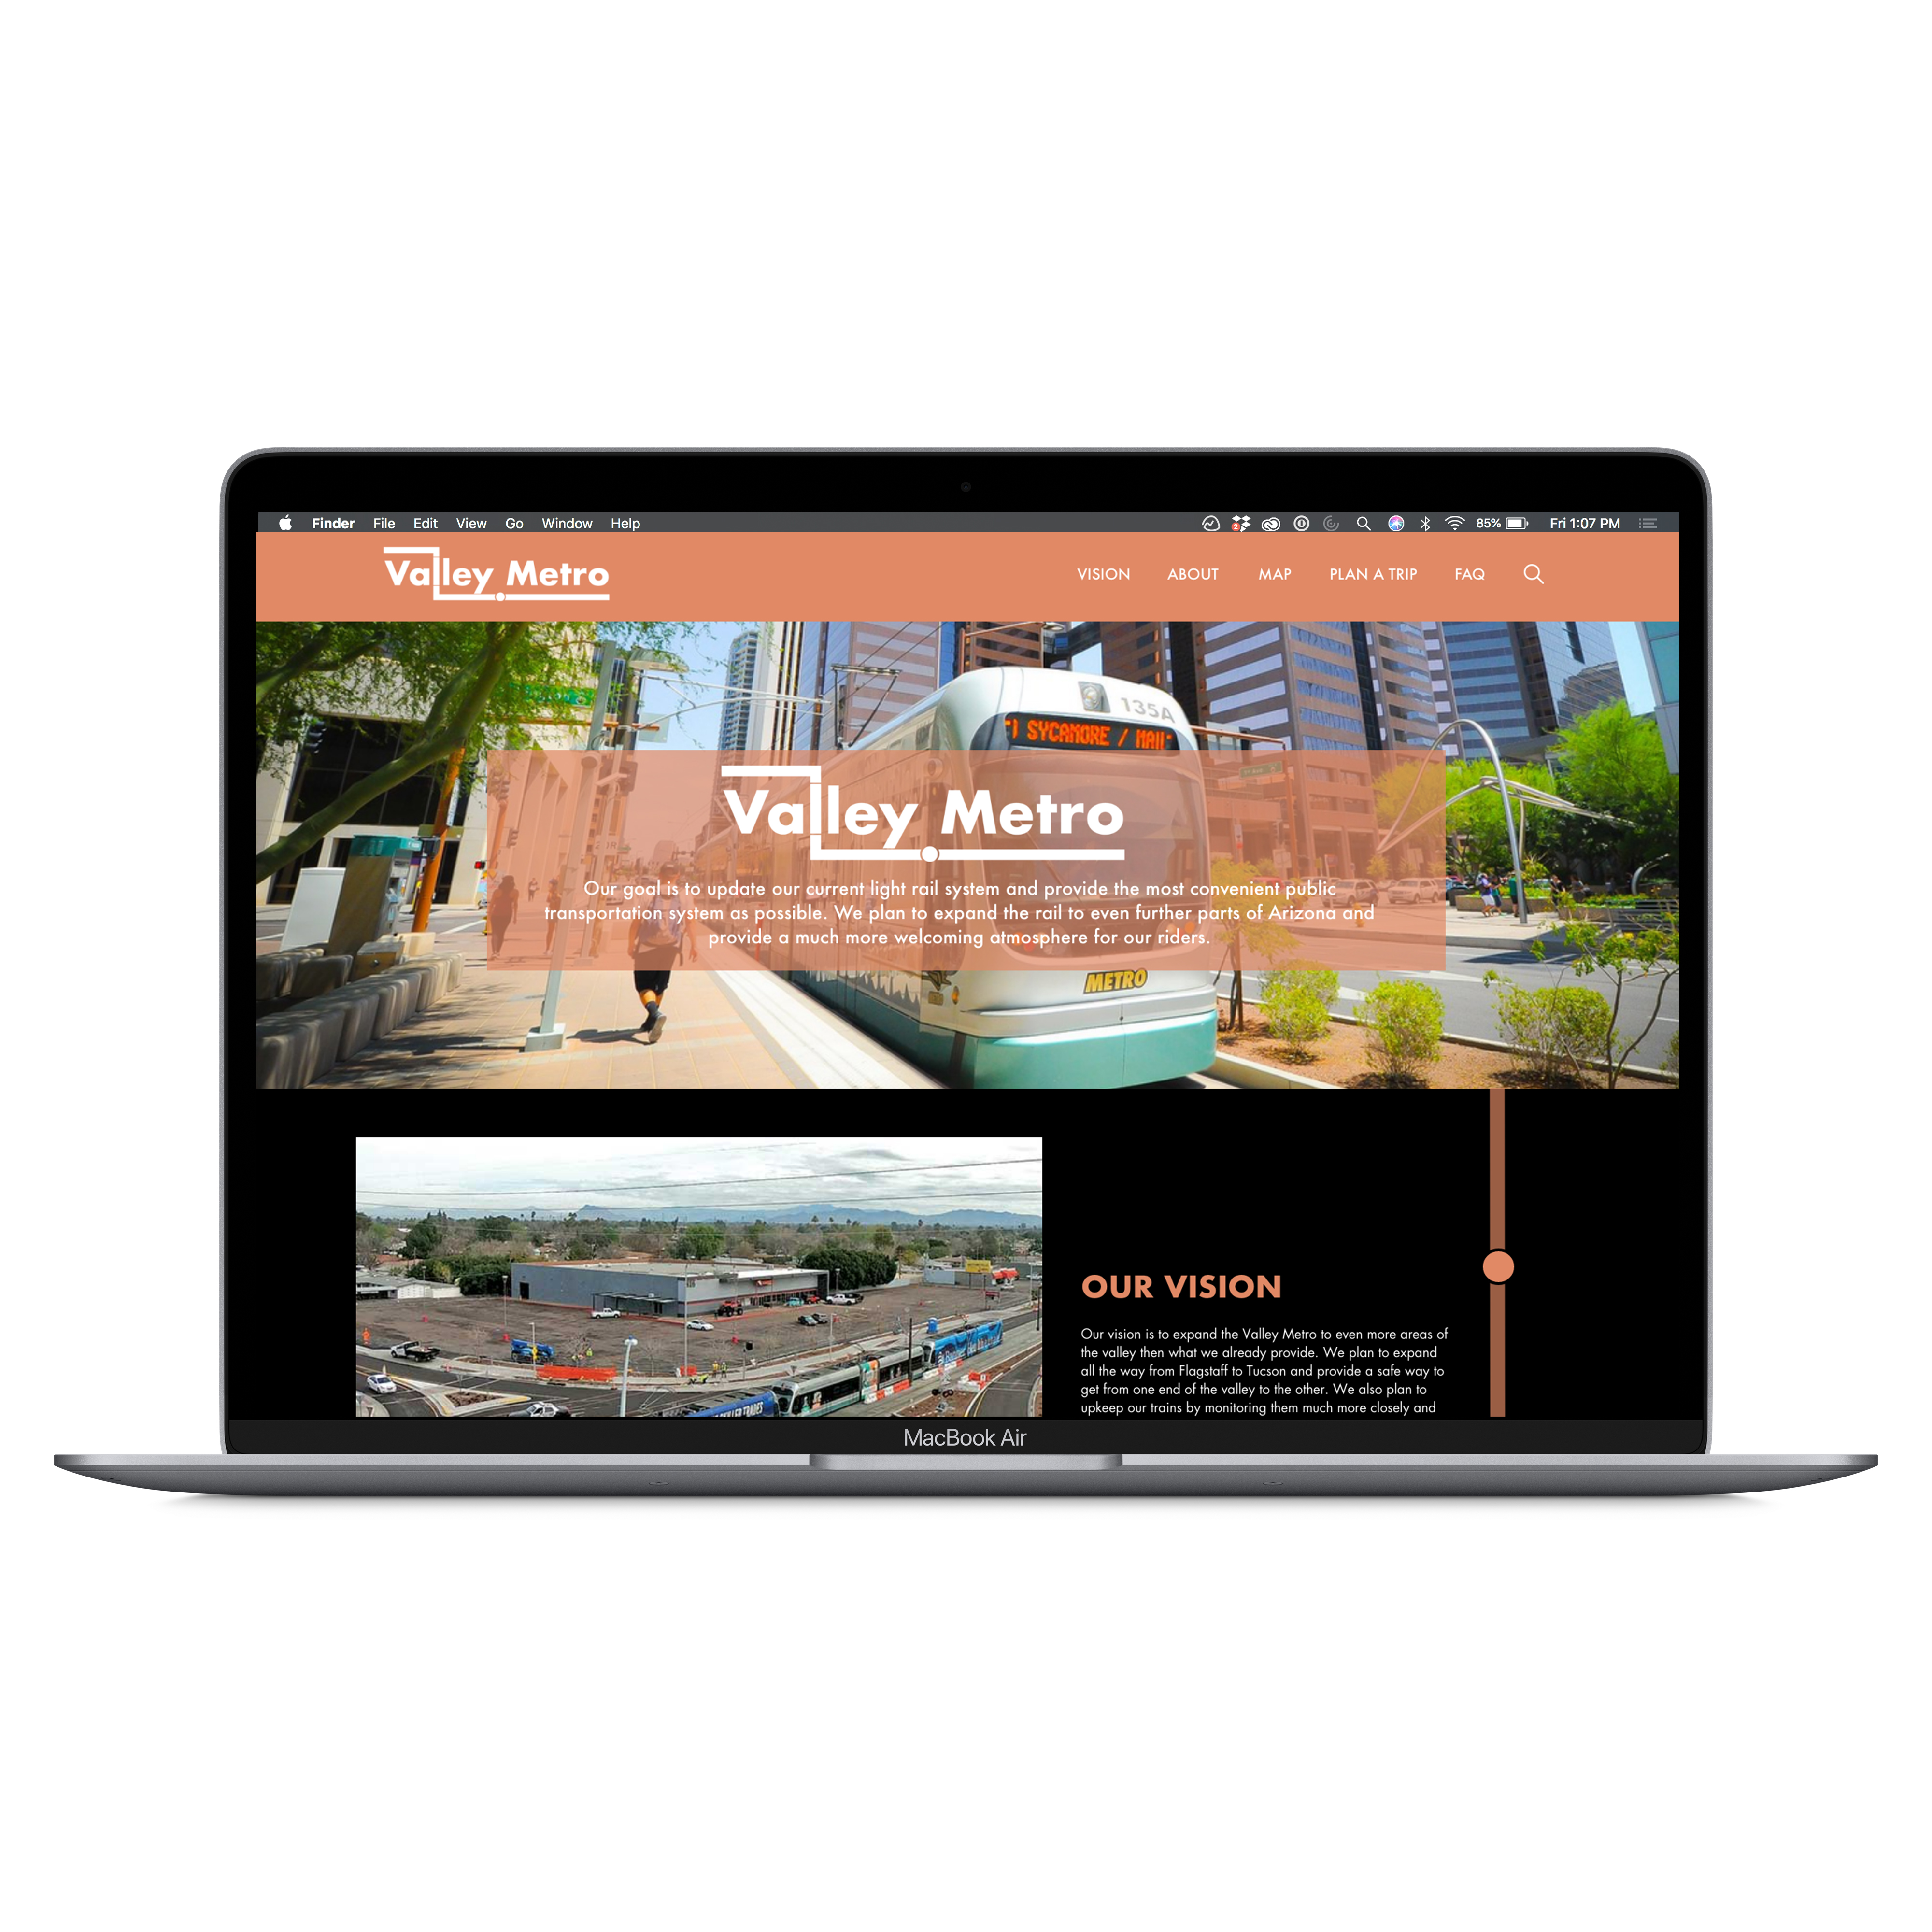 Finder File Edit View Go Window Help 85% Fri 1:07 PM
Valley Metro
VISION ABOUT MAP PLAN A TRIP FAQ
135A
SYCAMORE / MAIN
Valley Metro
Our goal is to update our current light rail system and provide the most convenient public
transportation system as possible. We plan to expand the rail to even further parts of Arizona and
provide a much more welcoming atmosphere for our riders.
METRO
OUR VISION
Our vision is to expand the Valley Metro to even more areas of
the valley then what we already provide. We plan to expand
all the way from Flagstaff to Tucson and provide a safe way to
get from one end of the valley to the other. We also plan to
upkeep our trains by monitoring them much more closely and
TRADES
MacBook Air